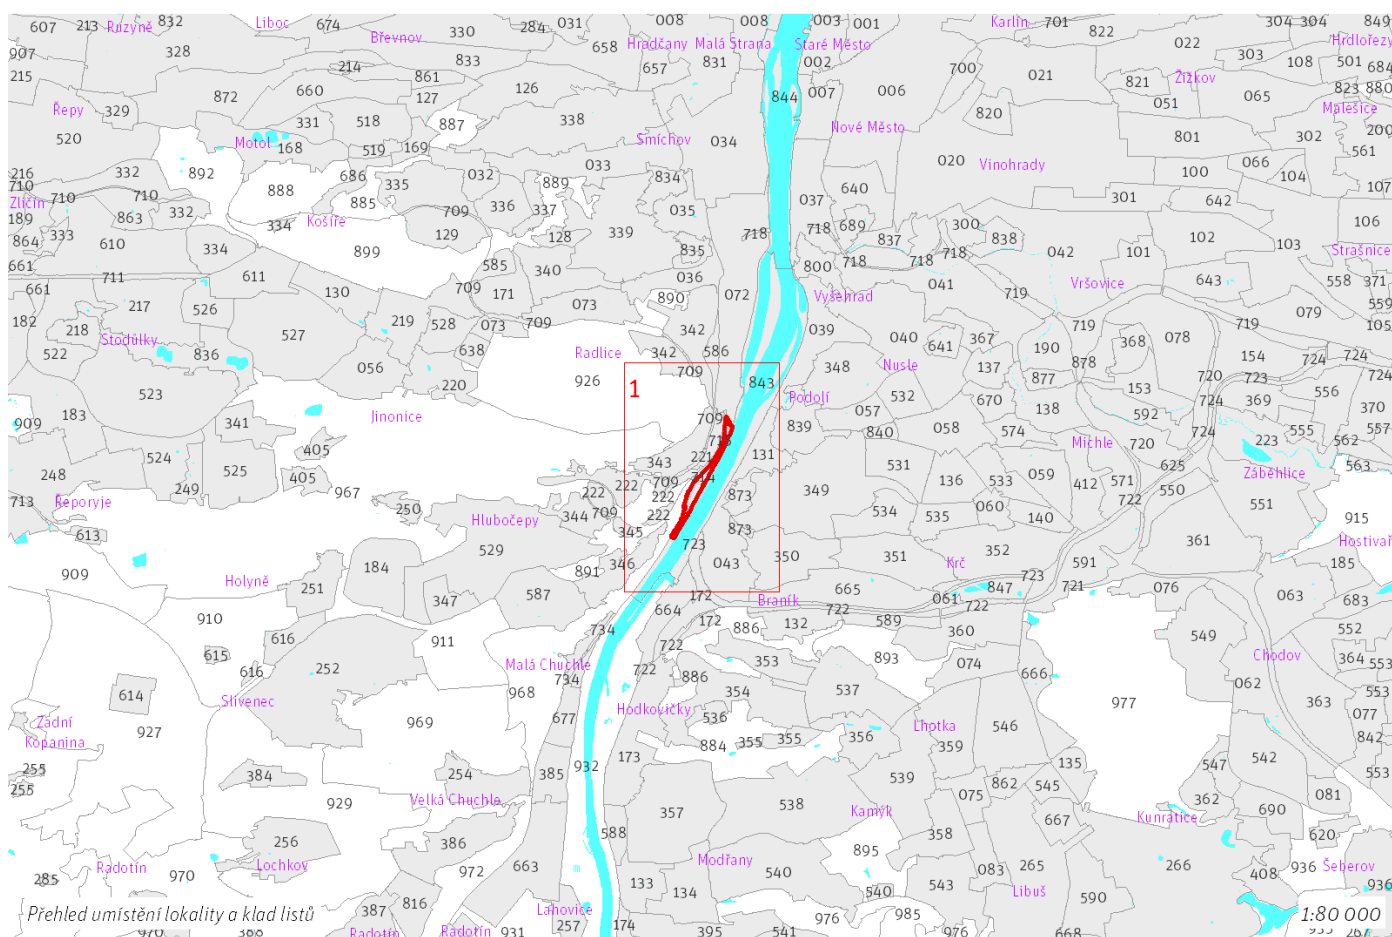 607 213 832 Liboc 674 330 284 031 008 008 003 001 Karlín 701 304 304 849
Ruzyně Břevnov 658 Hradčany Malá Strana Staré Město 822 022 Hrdlořezy
907 328 833 831 002 303 108 501 684
215 214 861 657 700 021 821 Žižkov 823 880
872 660 127 126 844 007 006 051 065 Malešice
Řepy 329 331 518 887 338 820 200
520 Motol 168 519 169 Smíchov 034 Nové Město 801 302 561
216 332 892 686 032 033 834 020 Vinohrady 066
710 710 710 888 335 889 640 100 104 107
Zličín 885 336 337 035 037 301 642
189 863 332 334 Košíře 709 106
864 333 610 334 899 129 128 339 718 718 689 837 300 838 042 102 103 Strašnice
661 711 611 585 340 835 800 718 718 718 101
661 130 709 171 036 072 041 719 Vršovice 643 558 371
217 526 073 890 Vyšehrad 559
182 218 219 528 073 709 342 039 040 367 719 078 719 079 105
Stodůlky 527 638 Radlice 342 586 641 190 368
522 836 056 709 348 Nusle 137 878 154 724 724
523 220 926 1 843 532 877 153 720 723 724
183 341 Jinonice 709 Podolí 057 670 138 592 724 369 556 370
909 405 715 839 840 058 574 Michle 720 724 223 555 562 557
248 524 525 405 343 221 131 531 625 Záběhlice 563
713 249 967 222 222 709 714 873 349 136 533 059 412 571 722 550 551
Řeporyje 250 Hlubočepy 344 709 222 222 873 534 535 060 140 915
613 529 345 723 361 Hostivař
909 Holyně 184 891 346 043 350 351 Krč 352 723 591 185
251 347 587 172 Braník 665 061 847 721 076 063 683
910 616 911 734 664 172 886 132 722 589 722 549 552
615 616 252 Malá Chuchle 722 353 893 360 074 Chodov 364 553
614 Slivenec 968 734 722 886 354 537 666 977 062 363 553
Zadní 927 969 677 Hodkovičky 536 Lhotka 546 077
Kopanina 884 355 355 356 359 842
255 384 254 385 932 173 539 862 545 135 547 542 553
255 929 Velká Chuchle 538 075 362 081
256 386 588 357 Kamýk 358 667 Kunratice 690 620
Radotín Lochkov 972 663 Modřany 895 265 266 936 Šeberov
285 970 133 540 543 083 Libuš 408 936
Přehled umístění lokality a klad listů 387 816 Lahovice 134 540 590 1:80 000
970 388 Radotín Radotín 931 257 174 395 541 976 985 976 668 935 267